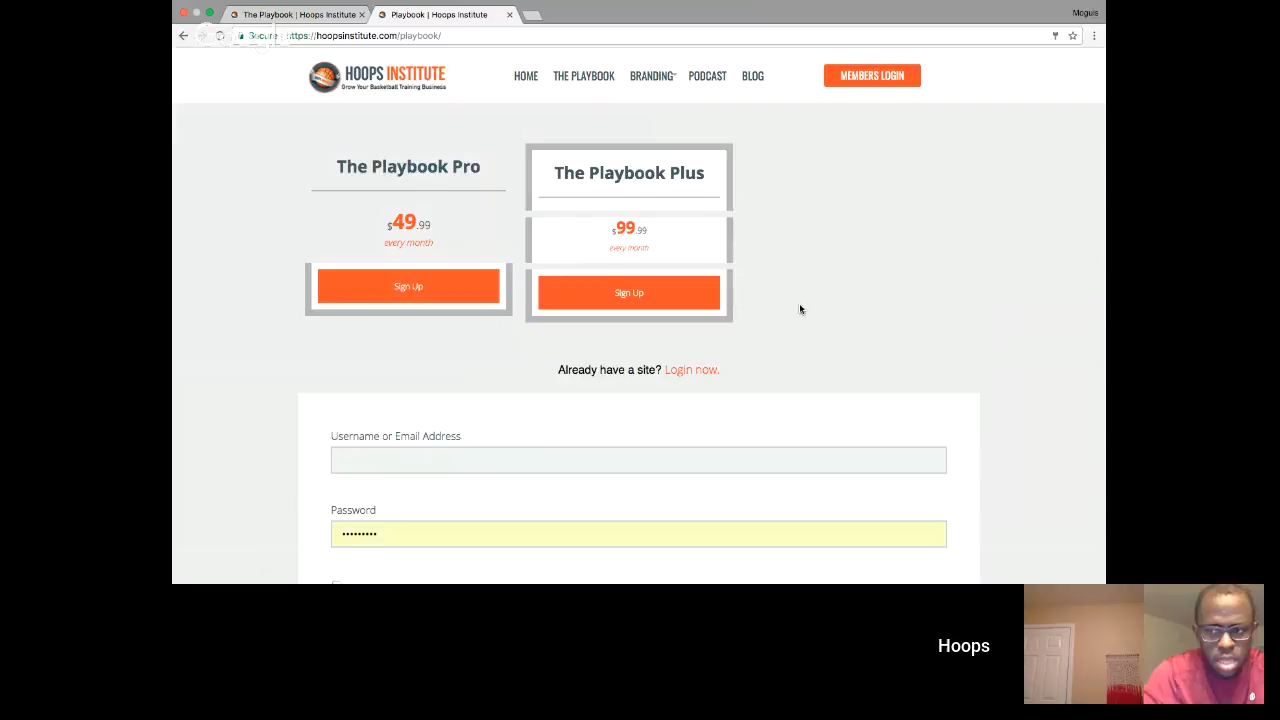 The Playbook | Hoops Institute
Playbook | Hoops Institute
Moguls
Secure
https://hoopsinstitute.com/playbook/
HOOPS INSTITUTE
Grow Your Basketball Training Business
HOME
THE PLAYBOOK
BRANDING
PODCAST
BLOG
MEMBERS LOGIN
The Playbook Pro
$49.99
every month
Sign Up
The Playbook Plus
$99.99
every month
Sign Up
Already have a site? Login now.
Username or Email Address
Password
•••••••••
Hoops